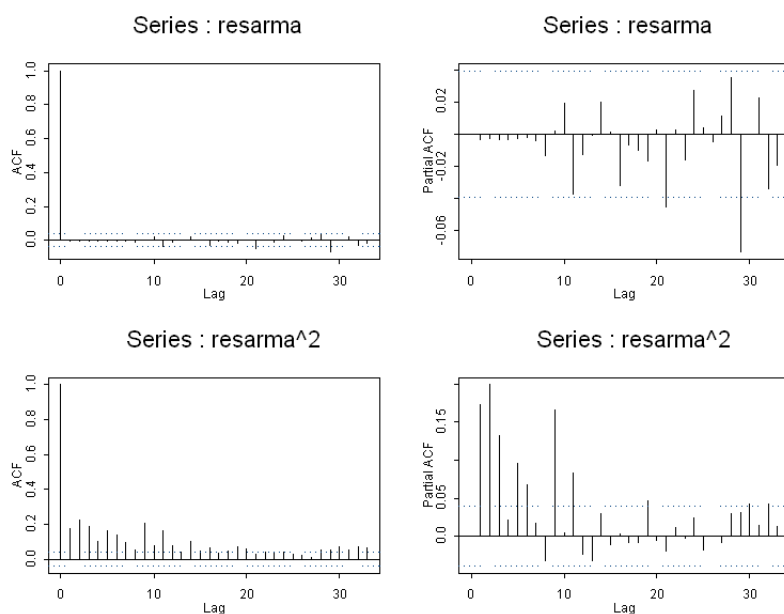 Series : resarma
ACF
0.0 0.2 0.4 0.6 0.8 1.0
0 10 20 30
Lag
Series : resarma
Partial ACF
-0.06 -0.02 0.02
0 10 20 30
Lag
Series : resarma^2
ACF
0.0 0.2 0.4 0.6 0.8 1.0
0 10 20 30
Lag
Series : resarma^2
Partial ACF
0.0 0.05 0.15
0 10 20 30
Lag